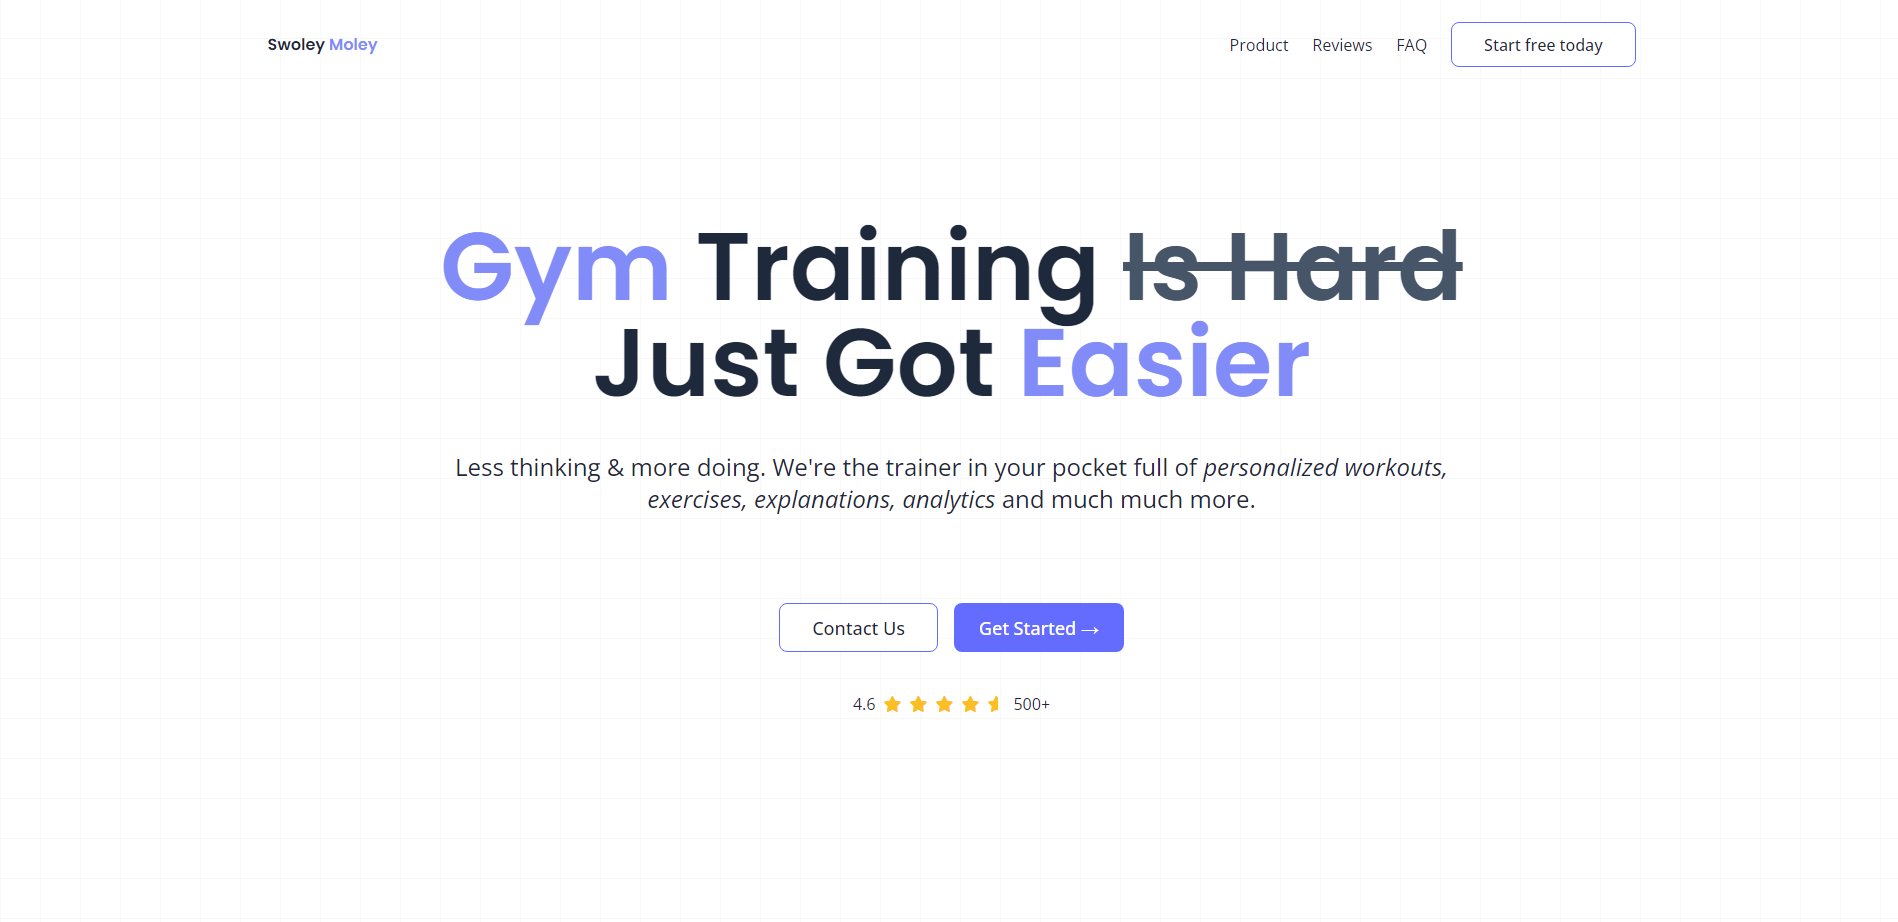 Swoley Moley
Product Reviews FAQ Start free today
Gym Training Is Hard
Just Got Easier
Less thinking & more doing. We're the trainer in your pocket full of personalized workouts,
exercises, explanations, analytics and much much more.
Contact Us Get Started →
4.6 500+